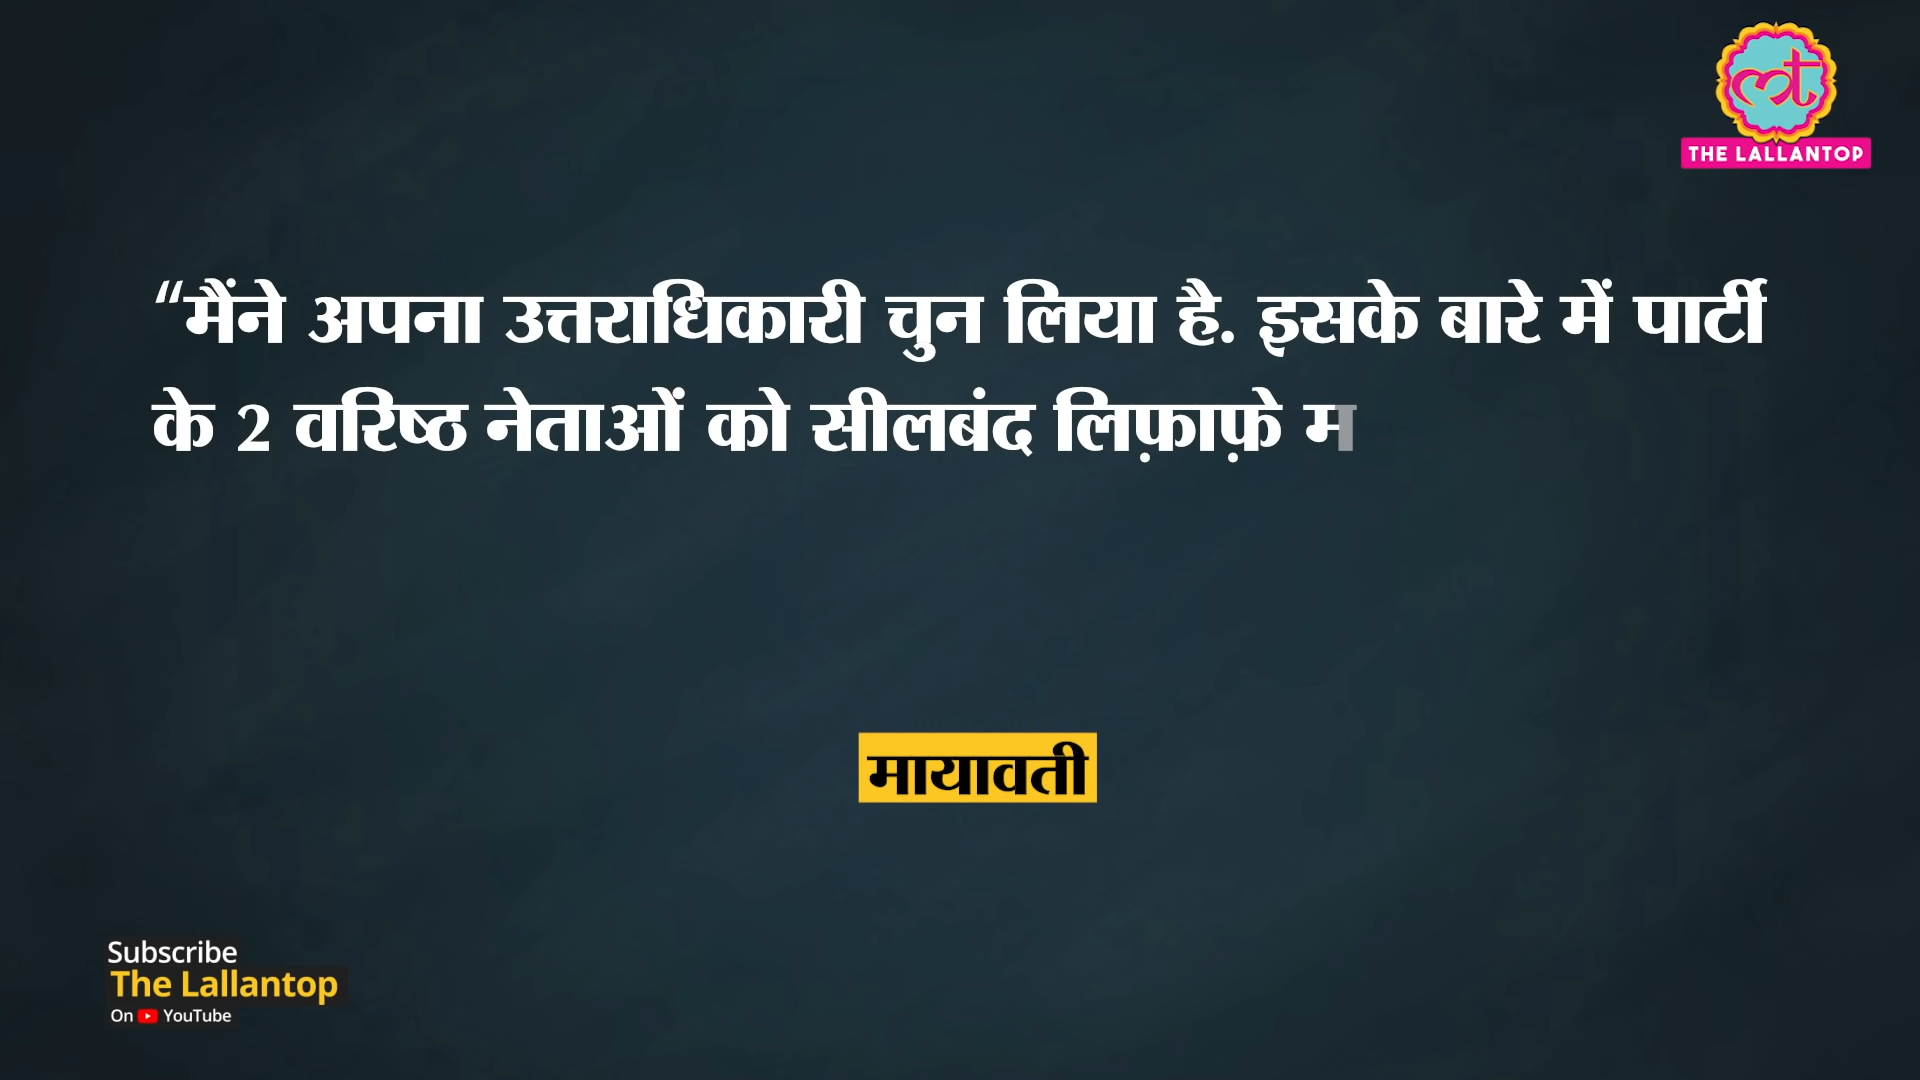 THE LALLANTOP
“मैंने अपना उत्तराधिकारी चुन लिया है. इसके बारे में पार्टी
के 2 वरिष्ठ नेताओं को सीलबंद लिफ़ाफ़े म
मायावती
Subscribe
The Lallantop
On YouTube